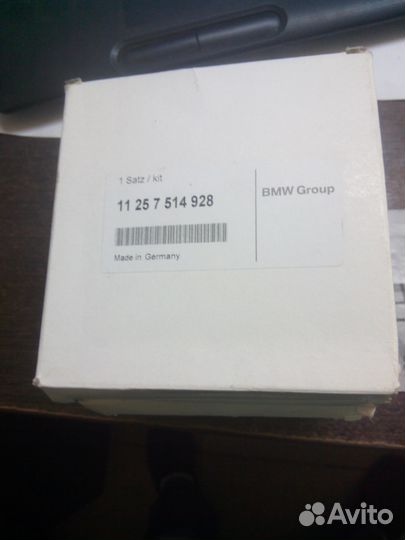 1 Satz / kit
11 25 7 514 928
BMW Group
Made in Germany
Avito